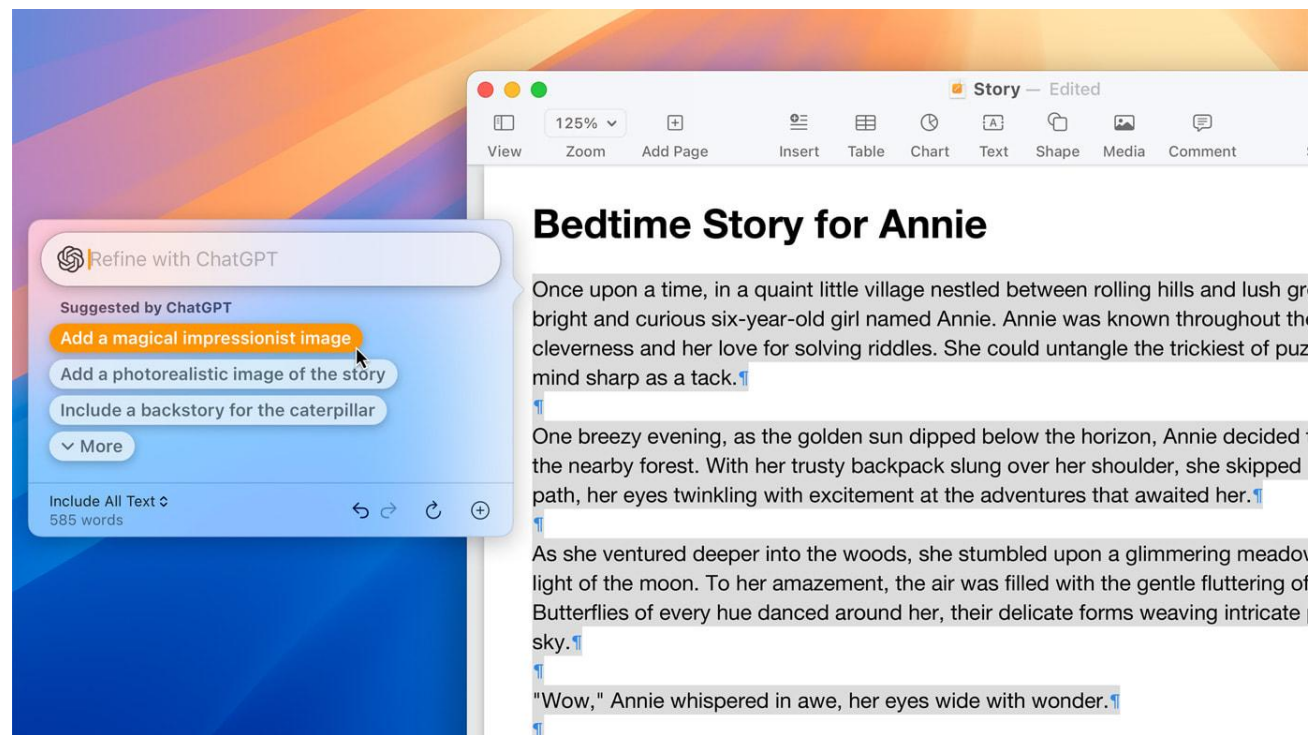 Story — Edited
125%
View Zoom Add Page Insert Table Chart Text Shape Media Comment
Bedtime Story for Annie
Refine with ChatGPT
Suggested by ChatGPT
Add a magical impressionist image
Add a photorealistic image of the story
Include a backstory for the caterpillar
More
Include All Text
585 words
Once upon a time, in a quaint little village nestled between rolling hills and lush
bright and curious six-year-old girl named Annie. Annie was known throughout
cleverness and her love for solving riddles. She could untangle the trickiest of
mind sharp as a tack.¶
¶
One breezy evening, as the golden sun dipped below the horizon, Annie decided
the nearby forest. With her trusty backpack slung over her shoulder, she skipped
path, her eyes twinkling with excitement at the adventures that awaited her.¶
¶
As she ventured deeper into the woods, she stumbled upon a glimmering
light of the moon. To her amazement, the air was filled with the gentle fluttering of
Butterflies of every hue danced around her, their delicate forms weaving intricate
sky.¶
¶
"Wow," Annie whispered in awe, her eyes wide with wonder.¶
¶